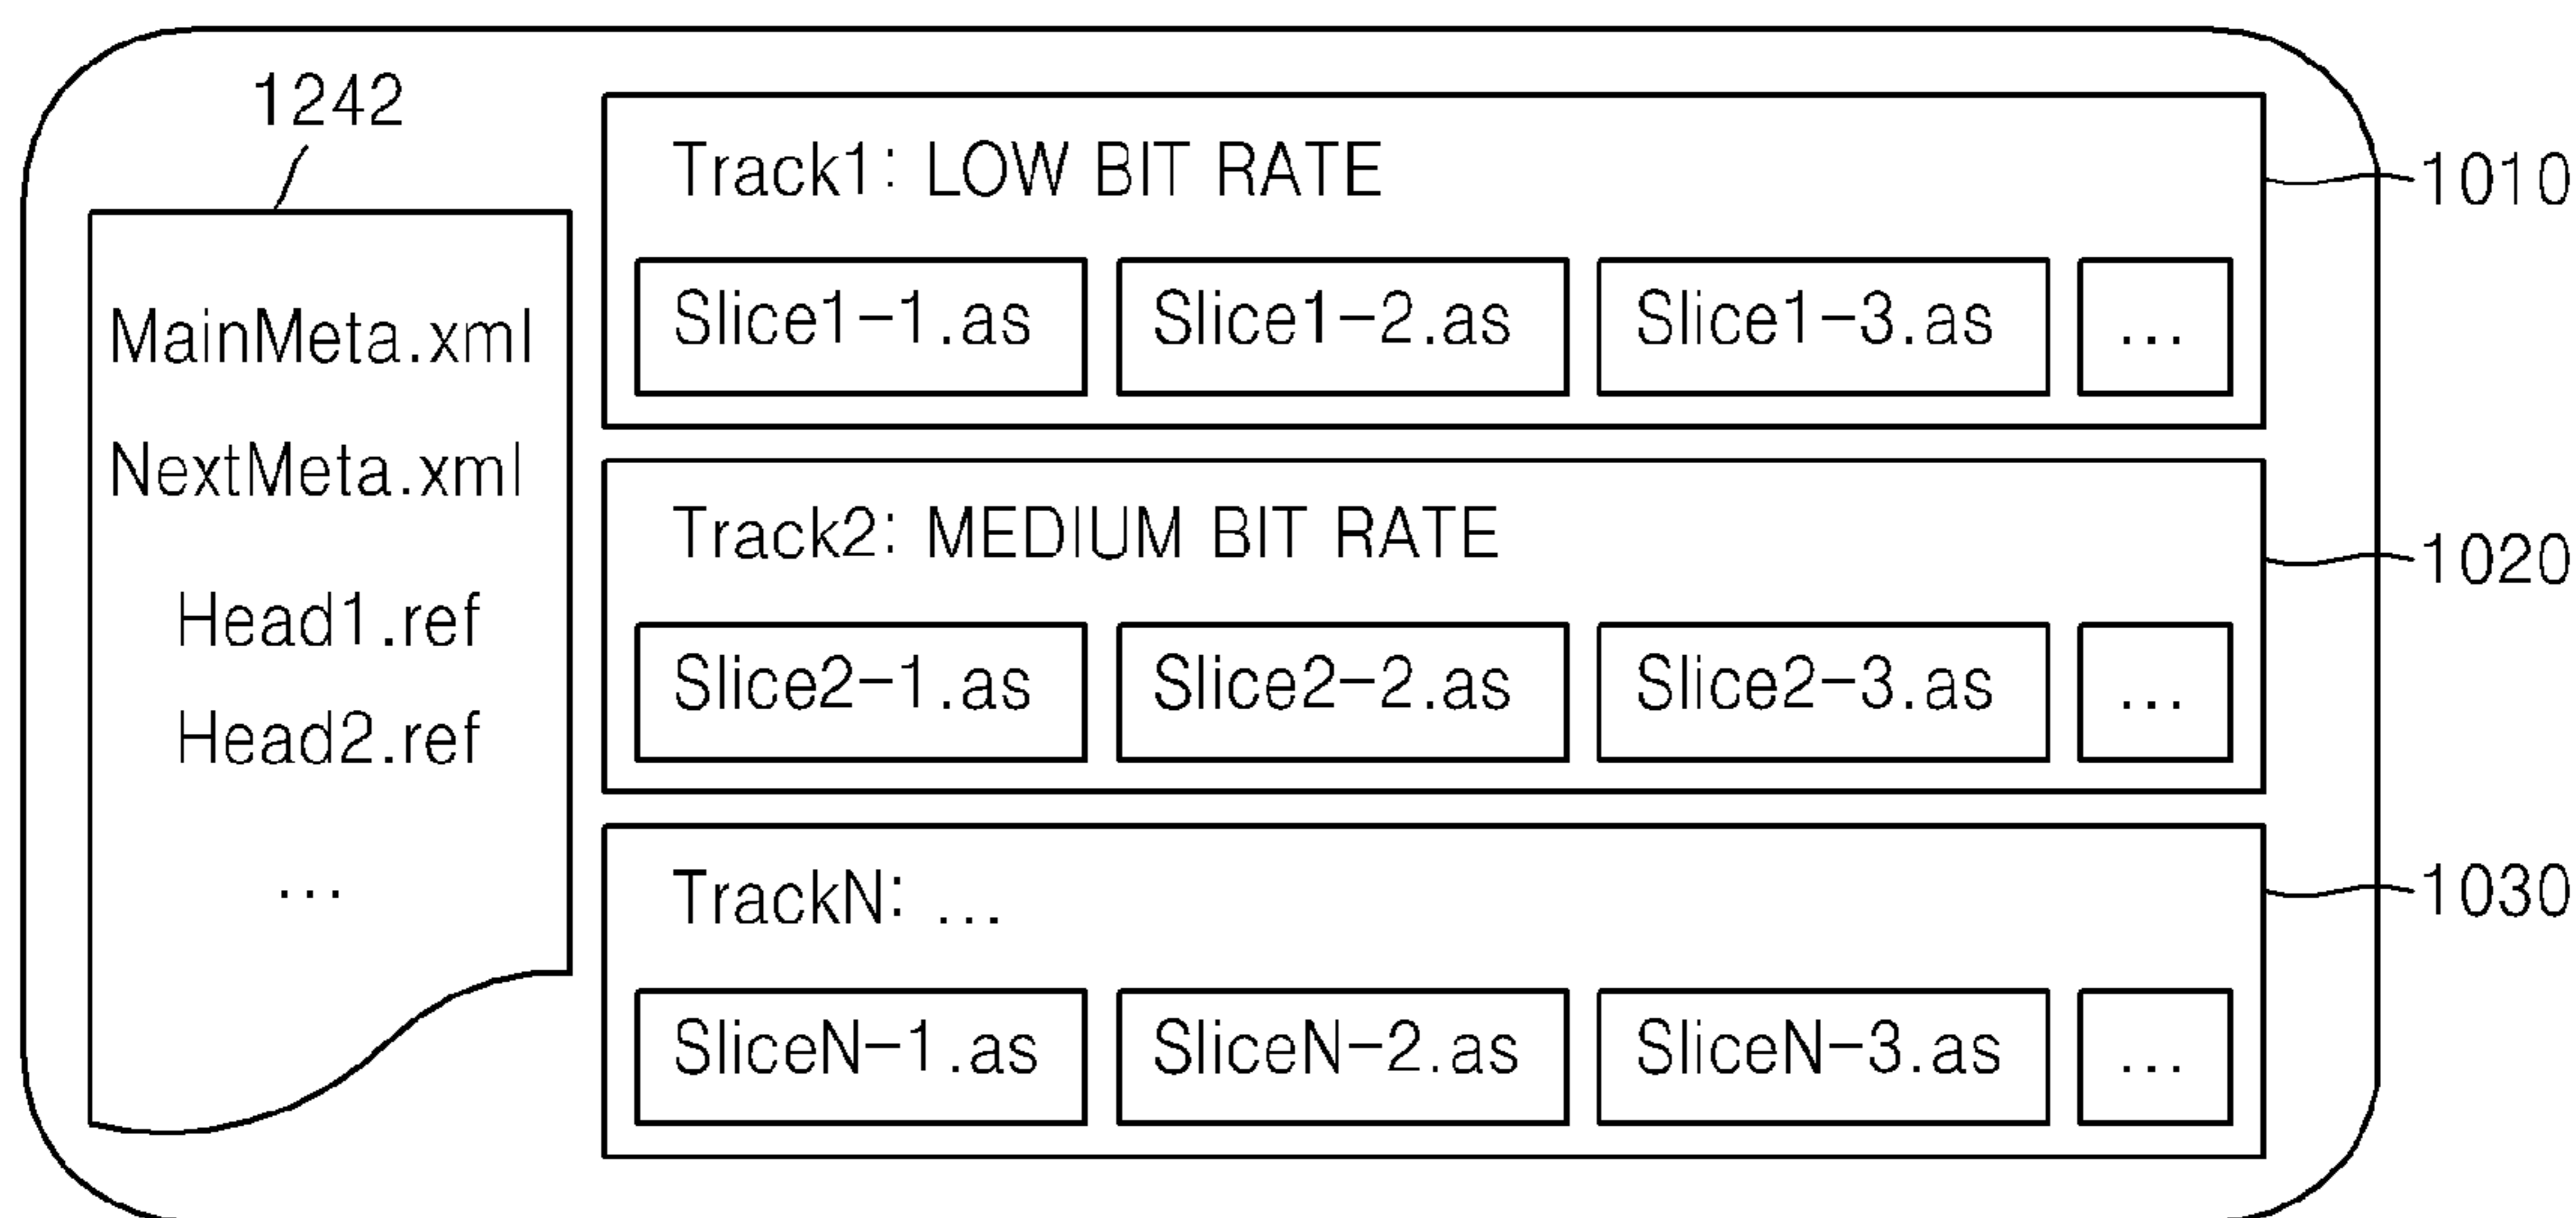 1242
MainMeta.xml
NextMeta.xml
Head1.ref
Head2.ref
...
Track1: LOW BIT RATE
1010
Slice1-1.as
Slice1-2.as
Slice1-3.as
...
Track2: MEDIUM BIT RATE
1020
Slice2-1.as
Slice2-2.as
Slice2-3.as
...
TrackN: ...
1030
SliceN-1.as
SliceN-2.as
SliceN-3.as
...